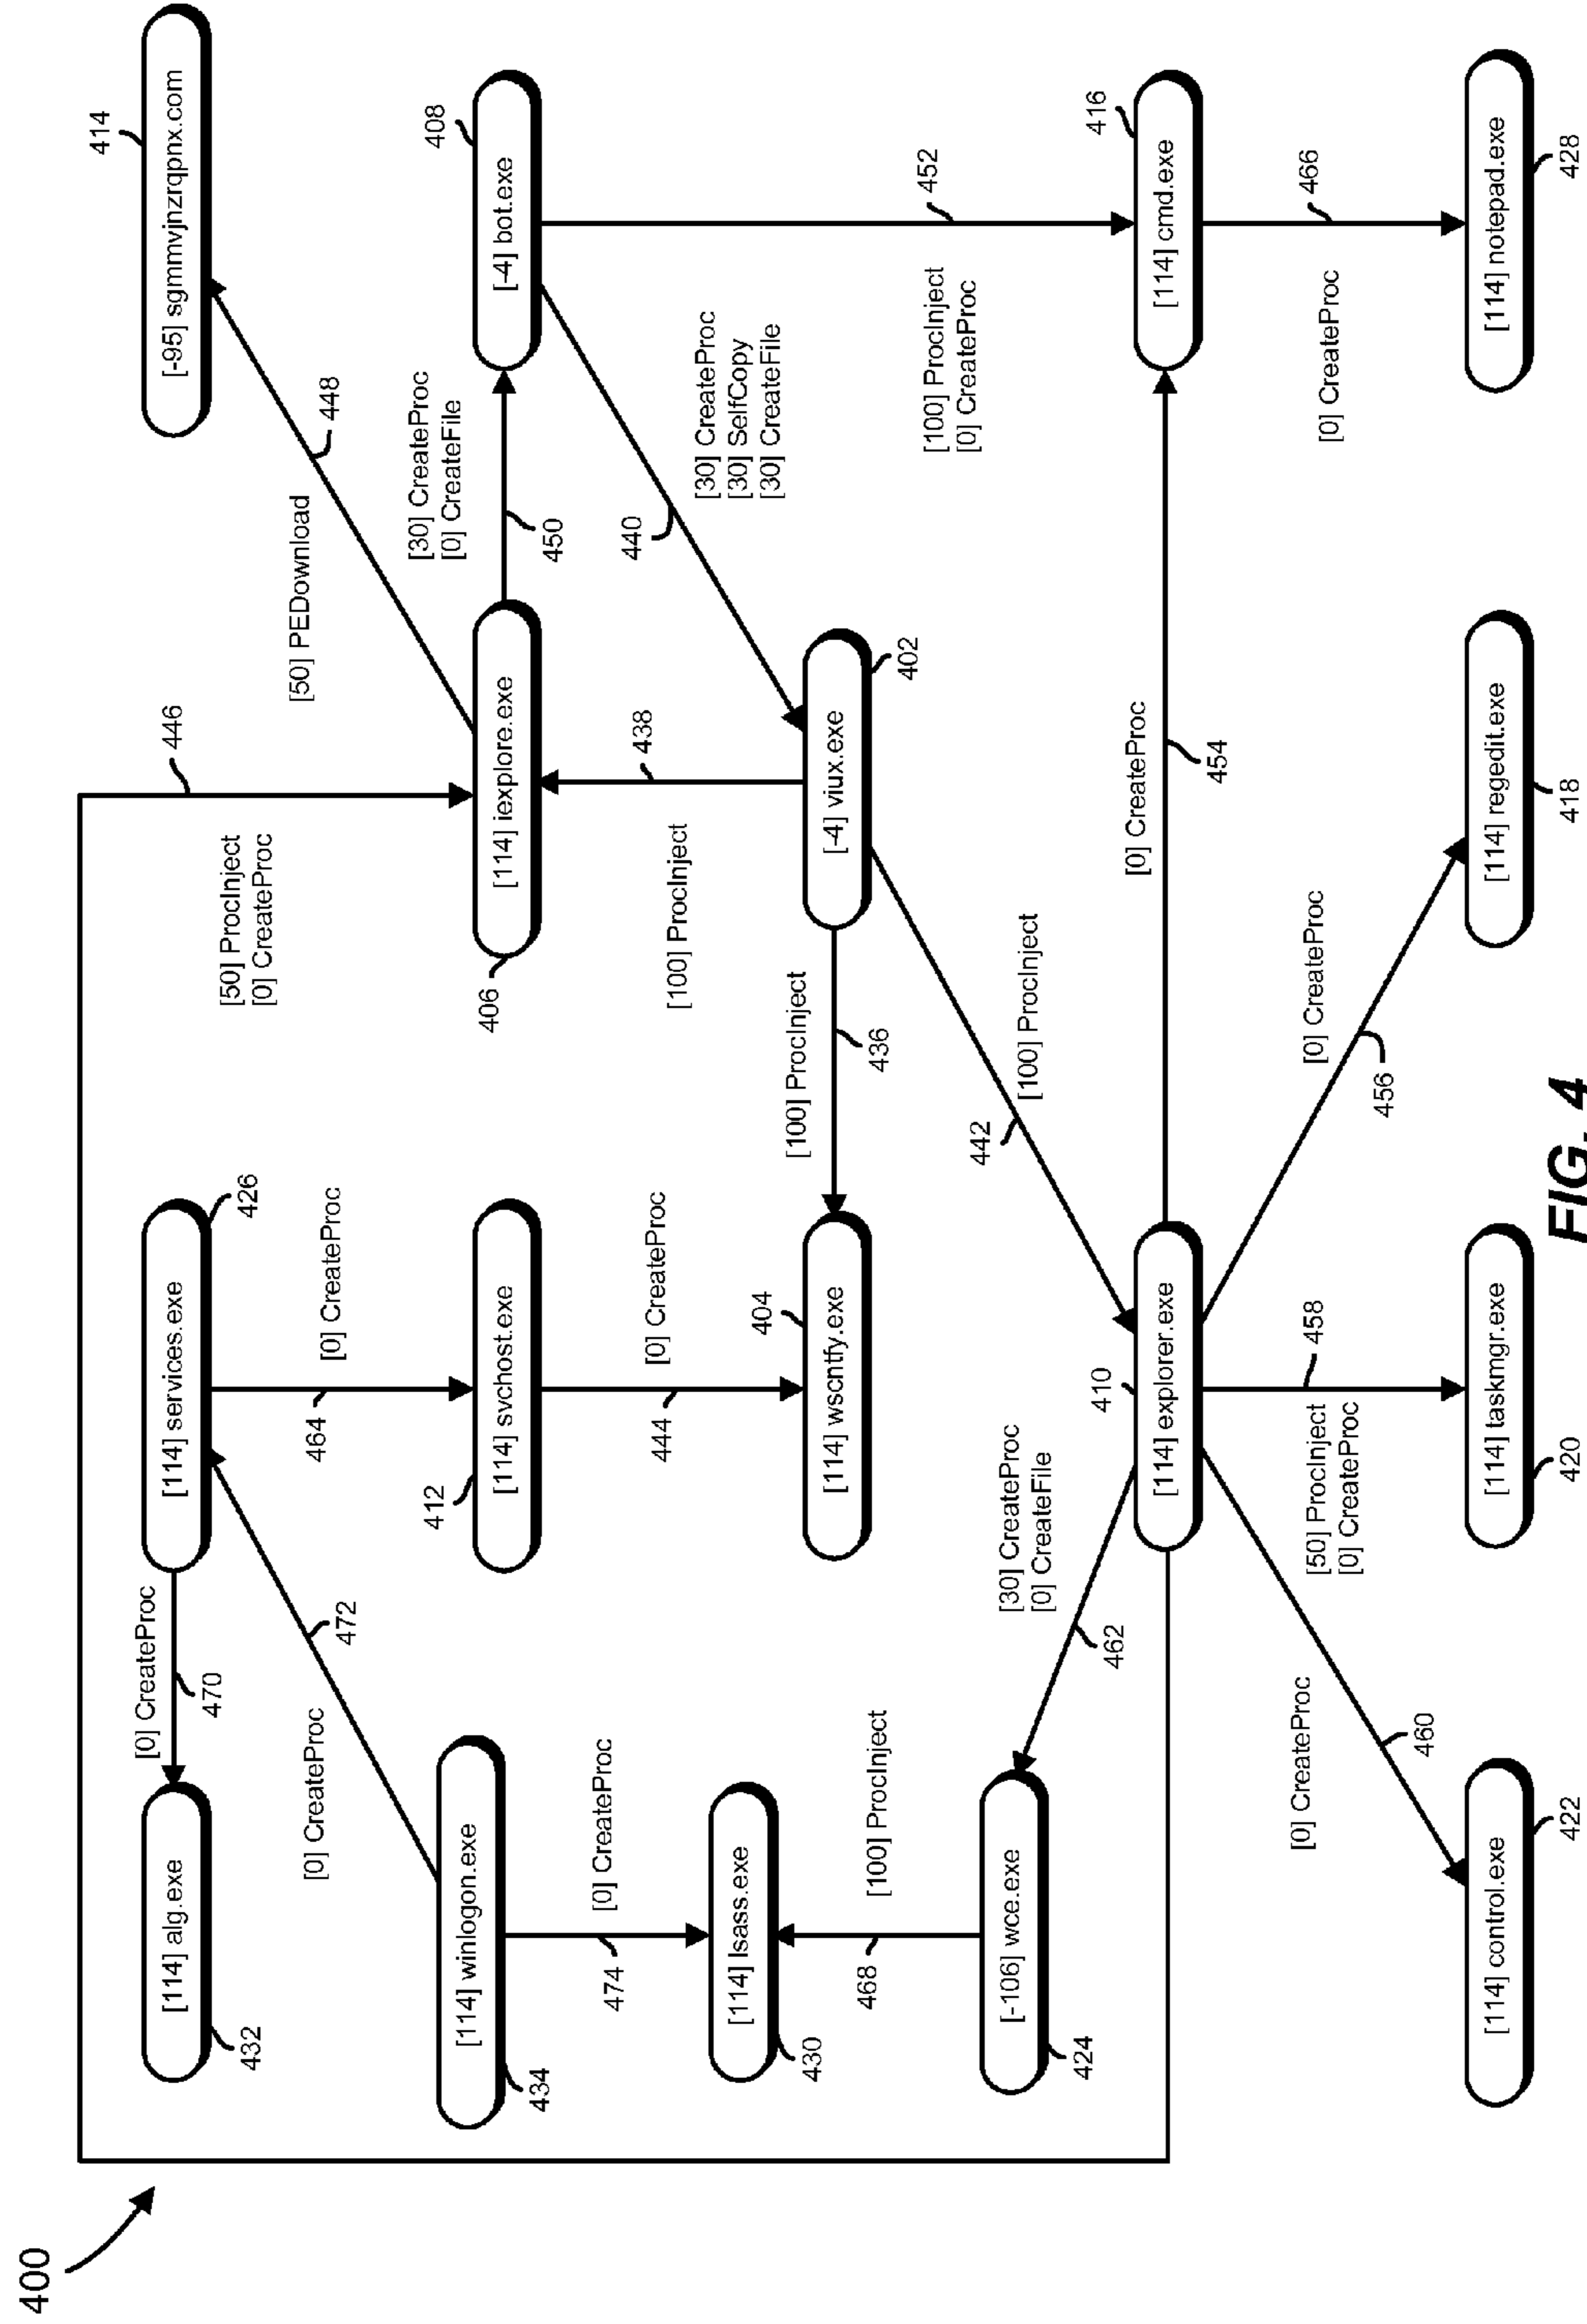 400
[114] alg.exe
432
[0] CreateProc
470
[114] services.exe
426
[50] ProcInject
[0] CreateProc
446
[50] PEDownload
448
[-95] sgmmvjnzrqpnx.com
414
[0] CreateProc
472
[0] CreateProc
464
[114] winlogon.exe
434
412
[114] svchost.exe
406
[114] iexplore.exe
[30] CreateProc
[0] CreateFile
450
[-4] bot.exe
408
[0] CreateProc
474
[0] CreateProc
444
[100] ProcInject
438
[30] CreateProc
[30] SelfCopy
[30] CreateFile
440
[114] lsass.exe
430
404
[114] wscntfy.exe
[100] ProcInject
436
[-4] viux.exe
402
[100] ProcInject
468
[-106] wce.exe
424
[30] CreateProc
[0] CreateFile
462
442
[100] ProcInject
[100] ProcInject
[0] CreateProc
452
410
[114] explorer.exe
[0] CreateProc
454
[114] cmd.exe
416
[0] CreateProc
460
[50] ProcInject
[0] CreateProc
458
[0] CreateProc
456
[0] CreateProc
466
[114] control.exe
422
[114] taskmgr.exe
420
[114] regedit.exe
418
[114] notepad.exe
428
FIG. 4